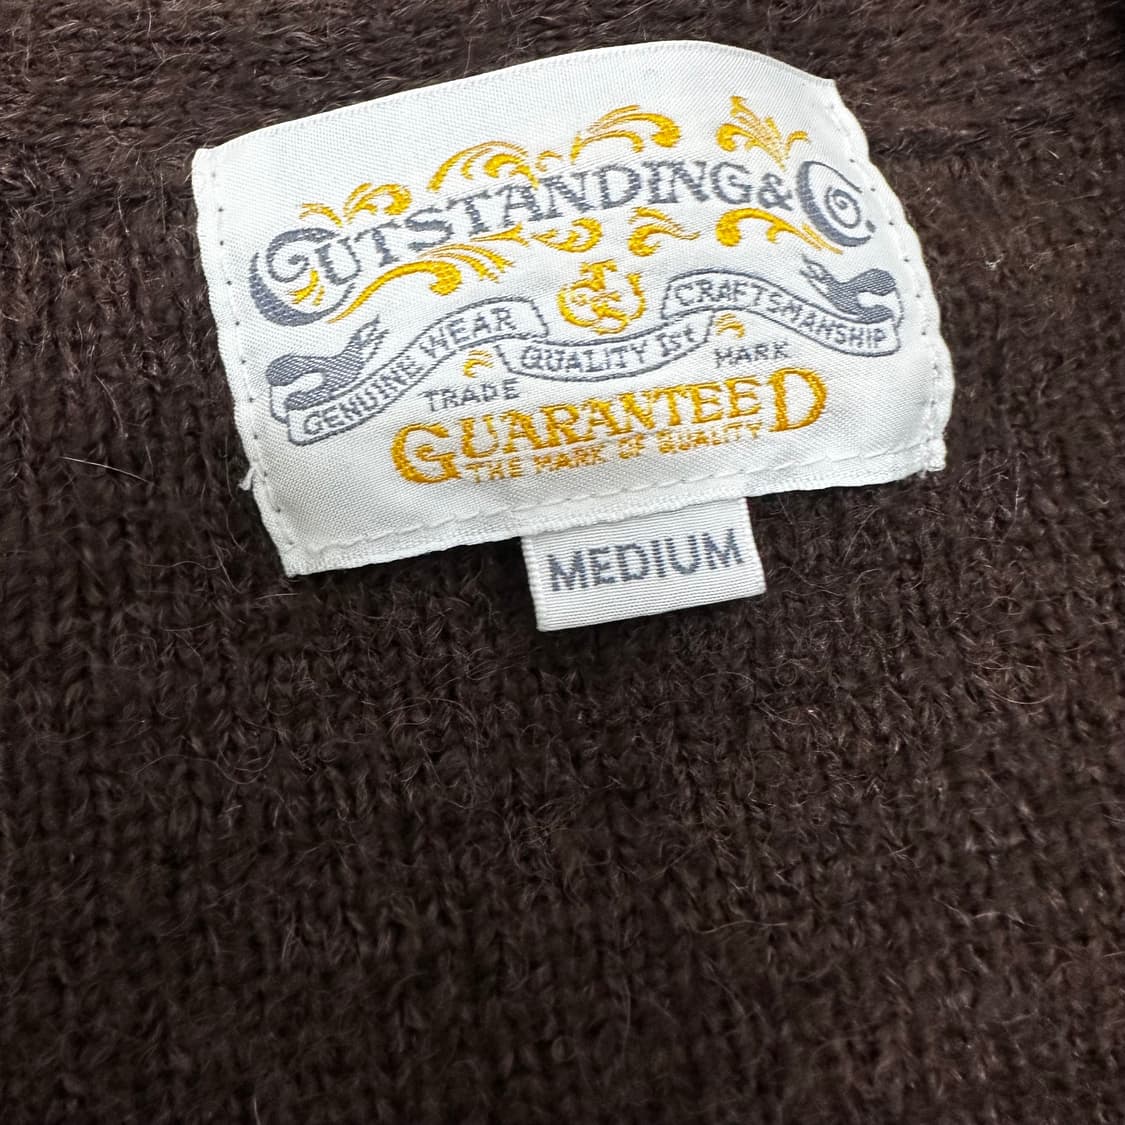 OUTSTANDING & Co.
GENUINE WEAR QUALITY 1st CRAFTSMANSHIP
TRADE MARK
GUARANTEED
THE MARK OF QUALITY
MEDIUM